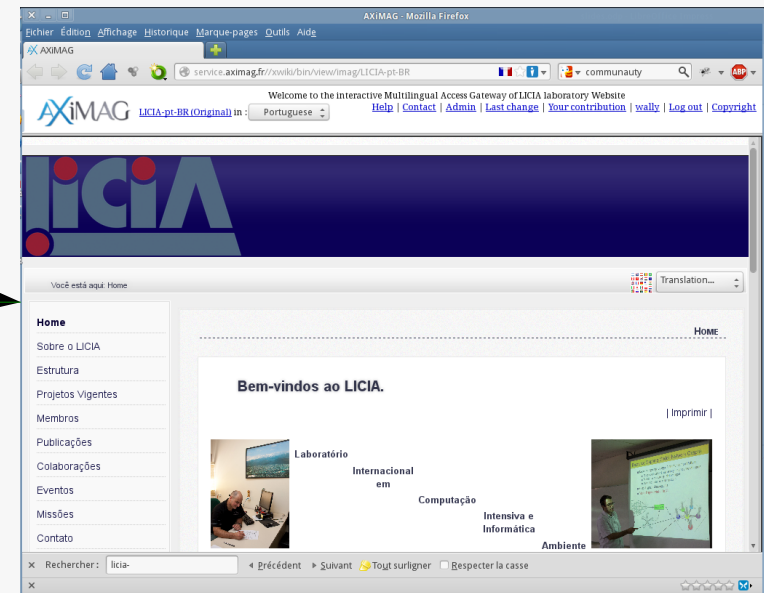 AXiMAG - Mozilla Firefox
Fichier Édition Affichage Historique Marque-pages Outils Aide
AXIMAG
service.aximag.fr//xwiki/bin/view/imag/LICIA-pt-BR
communauty
ABP
Welcome to the interactive Multilingual Access Gateway of LICIA laboratory Website
AXiMAG
LICIA-pt-BR (Original) in : Portuguese
Help | Contact | Admin | Last change | Your contribution | wally | Log out | Copyright
liCiA
Você está aqui: Home
Translation...
Home
Sobre o LICIA
Estrutura
Projetos Vigentes
Membros
Publicações
Colaborações
Eventos
Missões
Contato
HOME
Bem-vindos ao LICIA.
| Imprimir |
Laboratório
Internacional
em
Computação
Intensiva e
Informática
Ambiente
Rechercher : licia- Précédent Suivant Tout surligner Respecter la casse